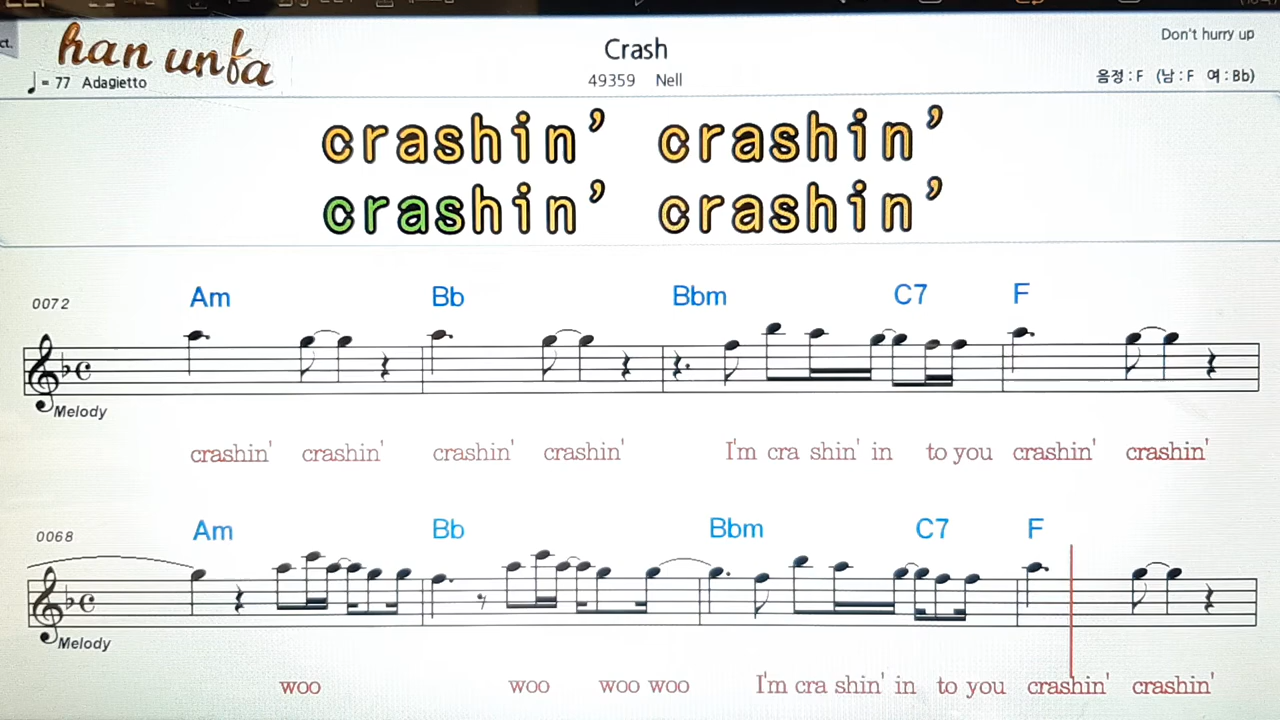 ct.
han unfa
Crash
Don't hurry up
= 77 Adagietto
49359 Nell
음정 : F (남 : F 여 : Bb)
crashin' crashin'
crashin' crashin'
0072
Am Bb Bbm C7 F
Melody
crashin' crashin' crashin' crashin' I'm cra shin' in to you crashin' crashin'
0068
Am Bb Bbm C7 F
Melody
woo woo woo woo I'm cra shin' in to you crashin' crashin'